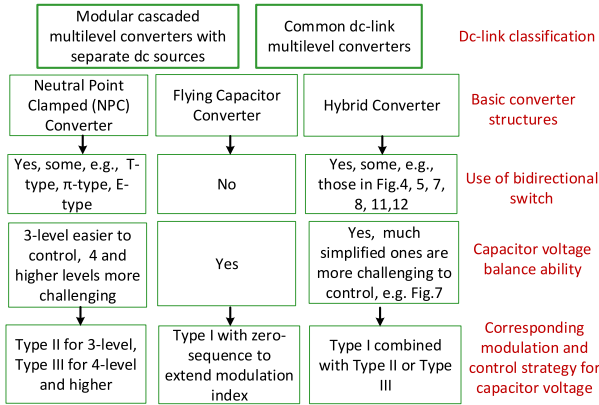 Modular cascaded
multilevel converters with
separate dc sources
Common dc-link
multilevel converters
Dc-link classification
Neutral Point
Clamped (NPC)
Converter
Flying Capacitor
Converter
Hybrid Converter
Basic converter
structures
Yes, some, e.g., T-
type, π-type, E-
type
No
Yes, some, e.g.,
those in Fig.4, 5, 7,
8, 11,12
Use of bidirectional
switch
3-level easier to
control, 4 and
higher levels more
challenging
Yes
Yes, much
simplified ones are
more challenging to
control, e.g. Fig.7
Capacitor voltage
balance ability
Type II for 3-level,
Type III for 4-level
and higher
Type I with zero-
sequence to
extend modulation
index
Type I combined
with Type II or Type
III
Corresponding
modulation and
control strategy for
capacitor voltage